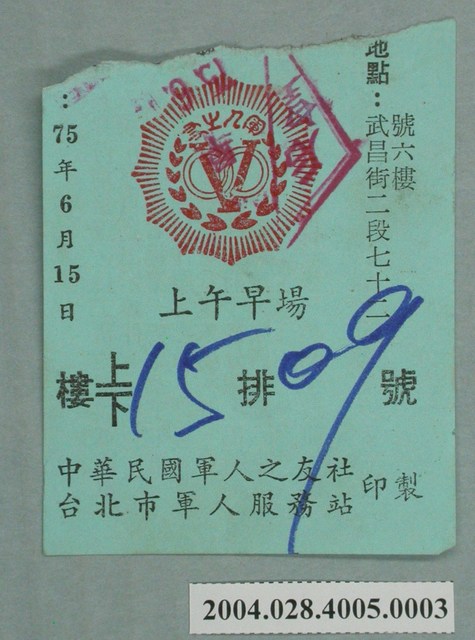 地點：武昌街二段七十二
號六樓
：75年6月15日
上午早場
樓上下 15 排 09 號
中華民國軍人之友社
台北市軍人服務站
印製
2004.028.4005.0003